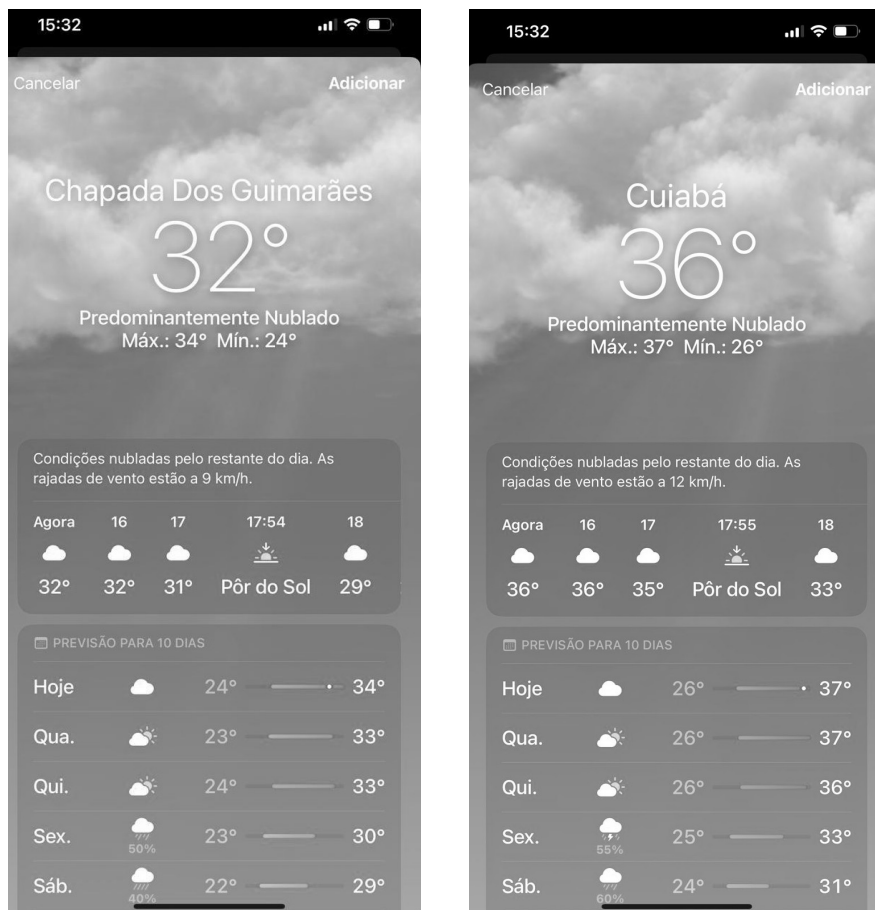 15:32
Cancelar Adicionar
Chapada Dos Guimarães
32°
Predominantemente Nublado
Máx.: 34° Mín.: 24°
Condições nubladas pelo restante do dia. As
rajadas de vento estão a 9 km/h.
Agora 16 17 17:54 18
32° 32° 31° Pôr do Sol 29°
PREVISÃO PARA 10 DIAS
Hoje 24° 34°
Qua. 23° 33°
Qui. 24° 33°
Sex. 50% 23° 30°
Sáb. 40% 22° 29°
15:32
Cancelar Adicionar
Cuiabá
36°
Predominantemente Nublado
Máx.: 37° Mín.: 26°
Condições nubladas pelo restante do dia. As
rajadas de vento estão a 12 km/h.
Agora 16 17 17:55 18
36° 36° 35° Pôr do Sol 33°
PREVISÃO PARA 10 DIAS
Hoje 26° 37°
Qua. 26° 37°
Qui. 26° 36°
Sex. 55% 25° 33°
Sáb. 60% 24° 31°